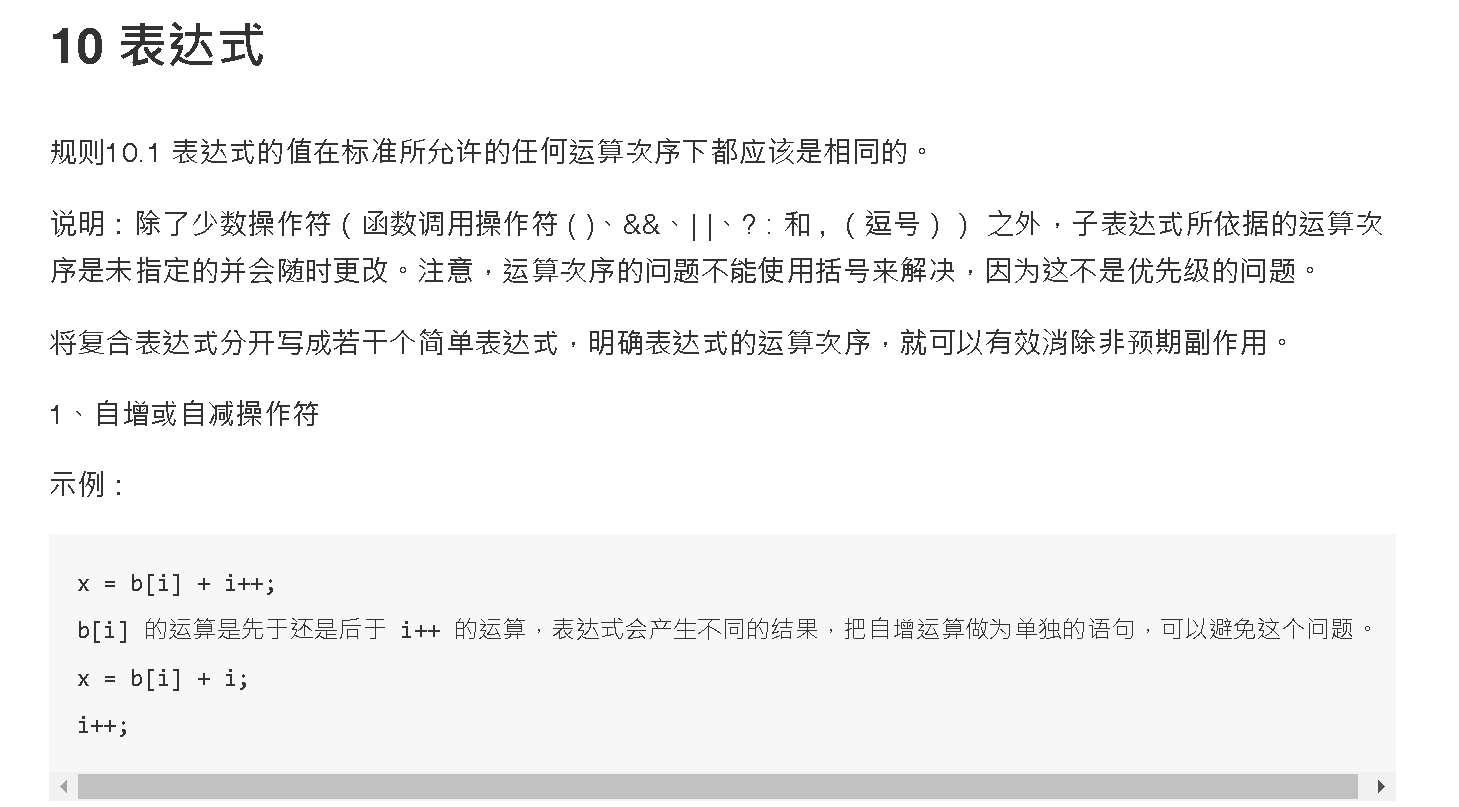 10 表达式
规则10.1 表达式的值在标准所允许的任何运算次序下都应该是相同的。
说明：除了少数操作符（函数调用操作符 ( )、&&、| |、? : 和 , （逗号）） 之外，子表达式所依据的运算次
序是未指定的并会随时更改。注意，运算次序的问题不能使用括号来解决，因为这不是优先级的问题。
将复合表达式分开写成若干个简单表达式，明确表达式的运算次序，就可以有效消除非预期副作用。
1、自增或自减操作符
示例：
x = b[i] + i++;
b[i] 的运算是先于还是后于 i++ 的运算，表达式会产生不同的结果，把自增运算做为单独的语句，可以避免这个问题。
x = b[i] + i;
i++;